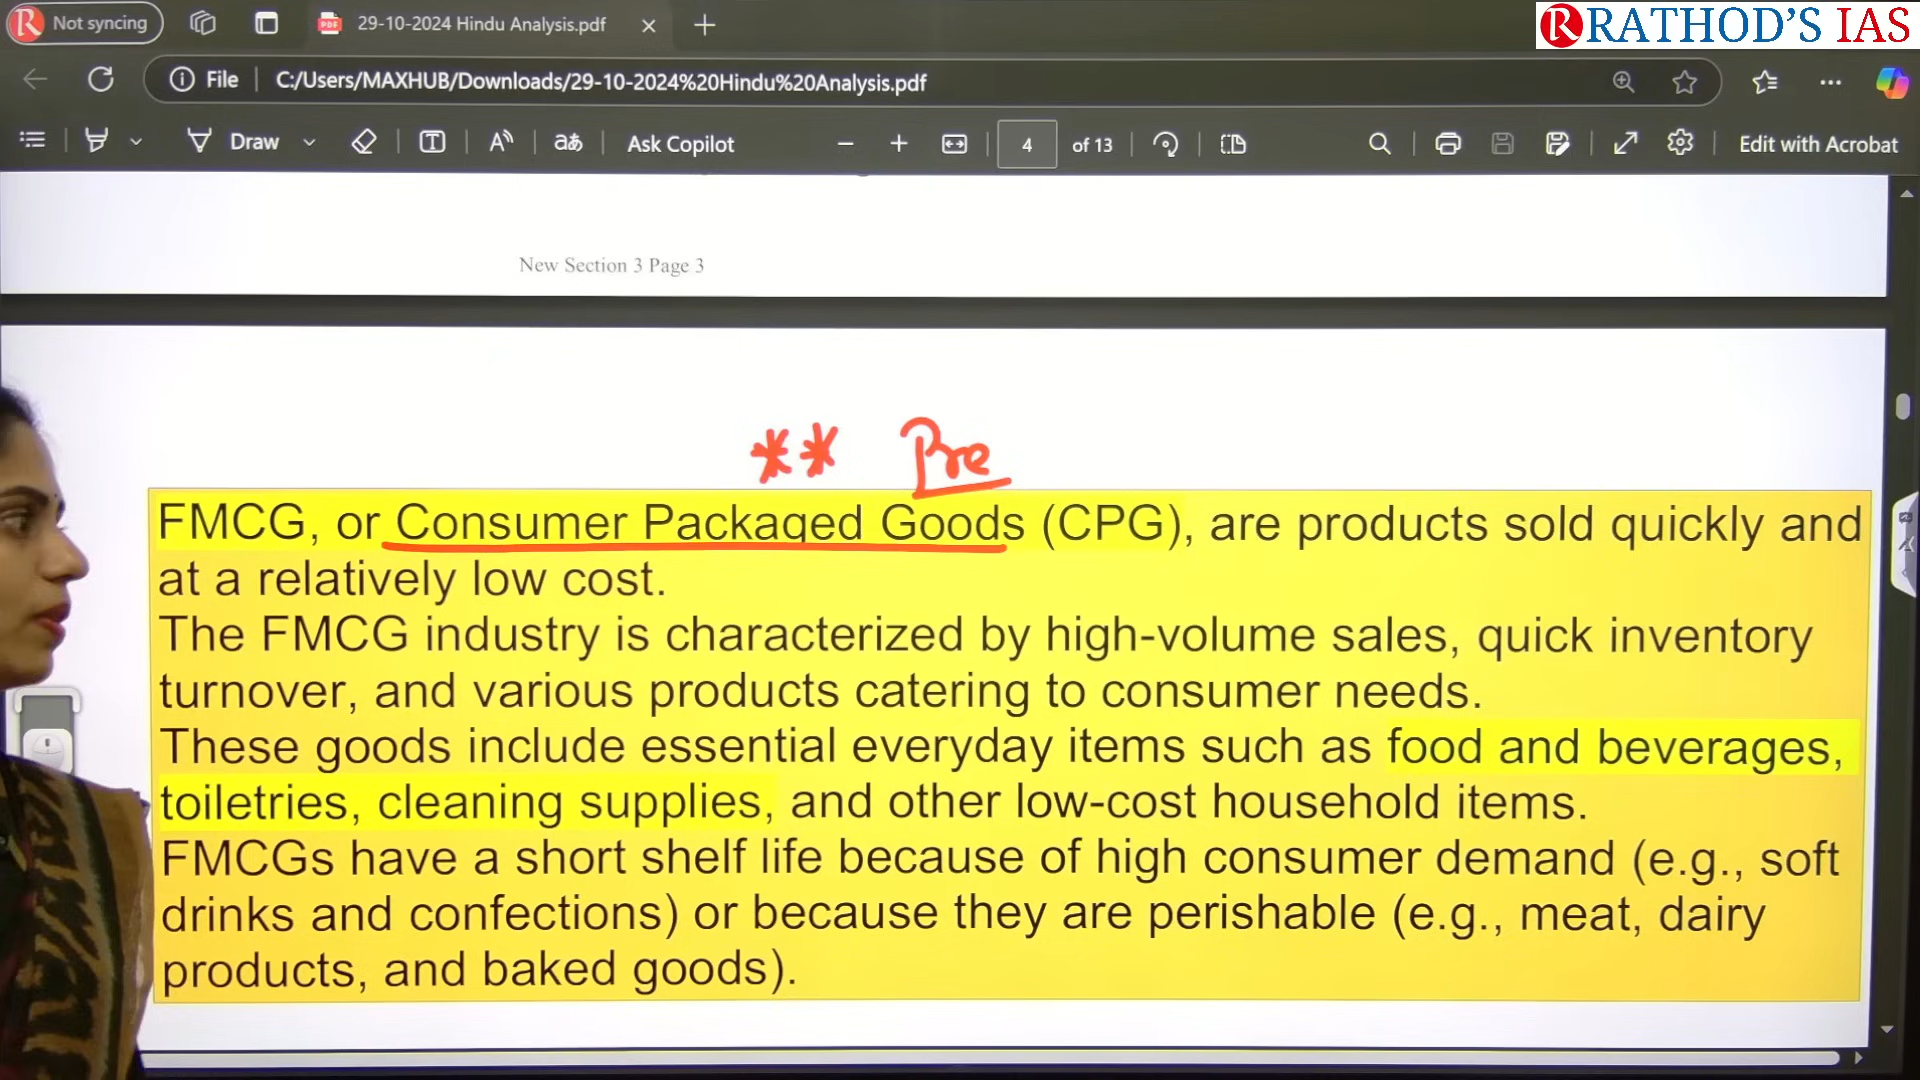 Not syncing
29-10-2024 Hindu Analysis.pdf
RATHOD'S IAS
File
C:/Users/MAXHUB/Downloads/29-10-2024%20Hindu%20Analysis.pdf
Draw
Ask Copilot
4 of 13
Edit with Acrobat
New Section 3 Page 3
** Pre
FMCG, or Consumer Packaged Goods (CPG), are products sold quickly and
at a relatively low cost.
The FMCG industry is characterized by high-volume sales, quick inventory
turnover, and various products catering to consumer needs.
These goods include essential everyday items such as food and beverages,
toiletries, cleaning supplies, and other low-cost household items.
FMCGs have a short shelf life because of high consumer demand (e.g., soft
drinks and confections) or because they are perishable (e.g., meat, dairy
products, and baked goods).